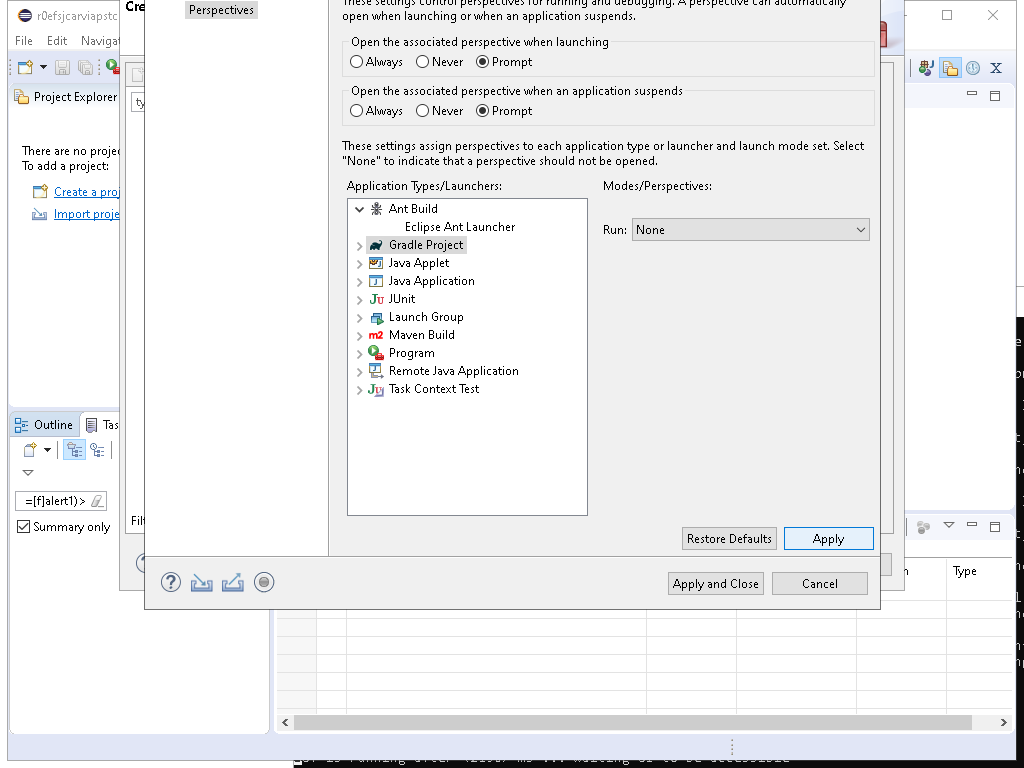 r0efsjcarviapstc
Cre
File Edit Navigat
Project Explorer
There are no proje
To add a project:
Create a proj
Import proje
Outline
Tas
=[f]alert1)>
Summary only
ty
Filt
Perspectives
These settings control perspectives for running and debugging. A perspective can automatically
open when launching or when an application suspends.
Open the associated perspective when launching
Always Never Prompt
Open the associated perspective when an application suspends
Always Never Prompt
These settings assign perspectives to each application type or launcher and launch mode set. Select
"None" to indicate that a perspective should not be opened.
Application Types/Launchers:
Modes/Perspectives:
Ant Build
Eclipse Ant Launcher
Gradle Project
Java Applet
Java Application
JUnit
Launch Group
Maven Build
Program
Remote Java Application
Task Context Test
Run: None
Restore Defaults
Apply
Apply and Close
Cancel
Type